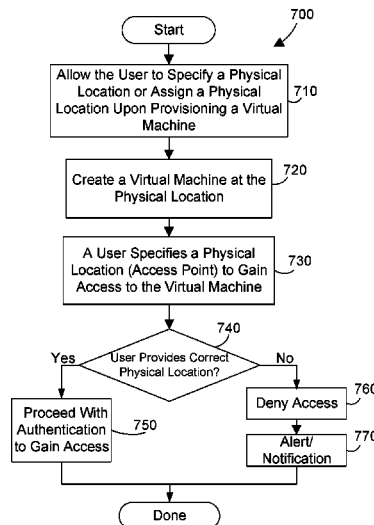 Start
700
Allow the User to Specify a Physical
Location or Assign a Physical
Location Upon Provisioning a Virtual
Machine
710
Create a Virtual Machine at the
Physical Location
720
A User Specifies a Physical
Location (Access Point) to Gain
Access to the Virtual Machine
730
740
User Provides Correct
Physical Location?
Yes
No
Proceed With
Authentication
to Gain Access
750
Deny Access
760
Alert/
Notification
770
Done